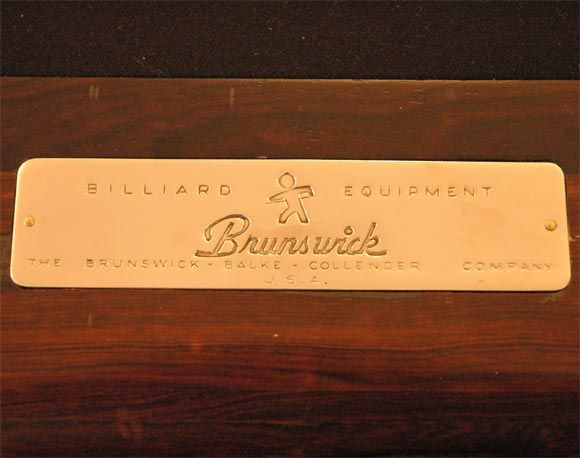 BILLIARD EQUIPMENT
Brunswick
THE BRUNSWICK - BALKE - COLLENDER COMPANY
U.S.A.